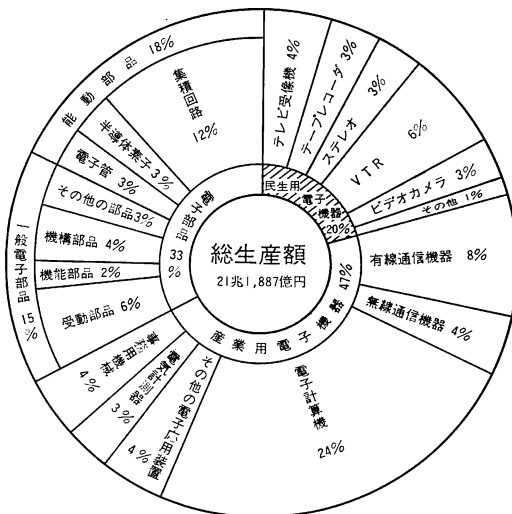 総生産額
21兆1,887億円
民生用
電子
機器
20%
テレビ受像機 4%
テープレコーダ 3%
ステレオ 3%
VTR 6%
ビデオカメラ 3%
その他 1%
産業用電子機器 47%
有線通信機器 8%
無線通信機器 4%
電子計算機
24%
その他の電子応用装置
4%
電気計測器
3%
事務用機械
4%
電子部品
33
%
一般電子部品
15
%
受動部品 6%
機能部品 2%
機構部品 4%
その他の部品3%
能動部品 18%
電子管 3%
半導体素子 3%
集積
回路
12%